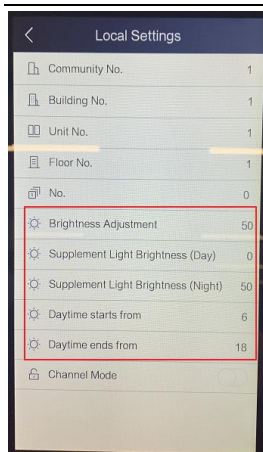 Local Settings
Community No. 1
Building No. 1
Unit No. 1
Floor No. 1
No. 0
Brightness Adjustment 50
Supplement Light Brightness (Day) 0
Supplement Light Brightness (Night) 50
Daytime starts from 6
Daytime ends from 18
Channel Mode